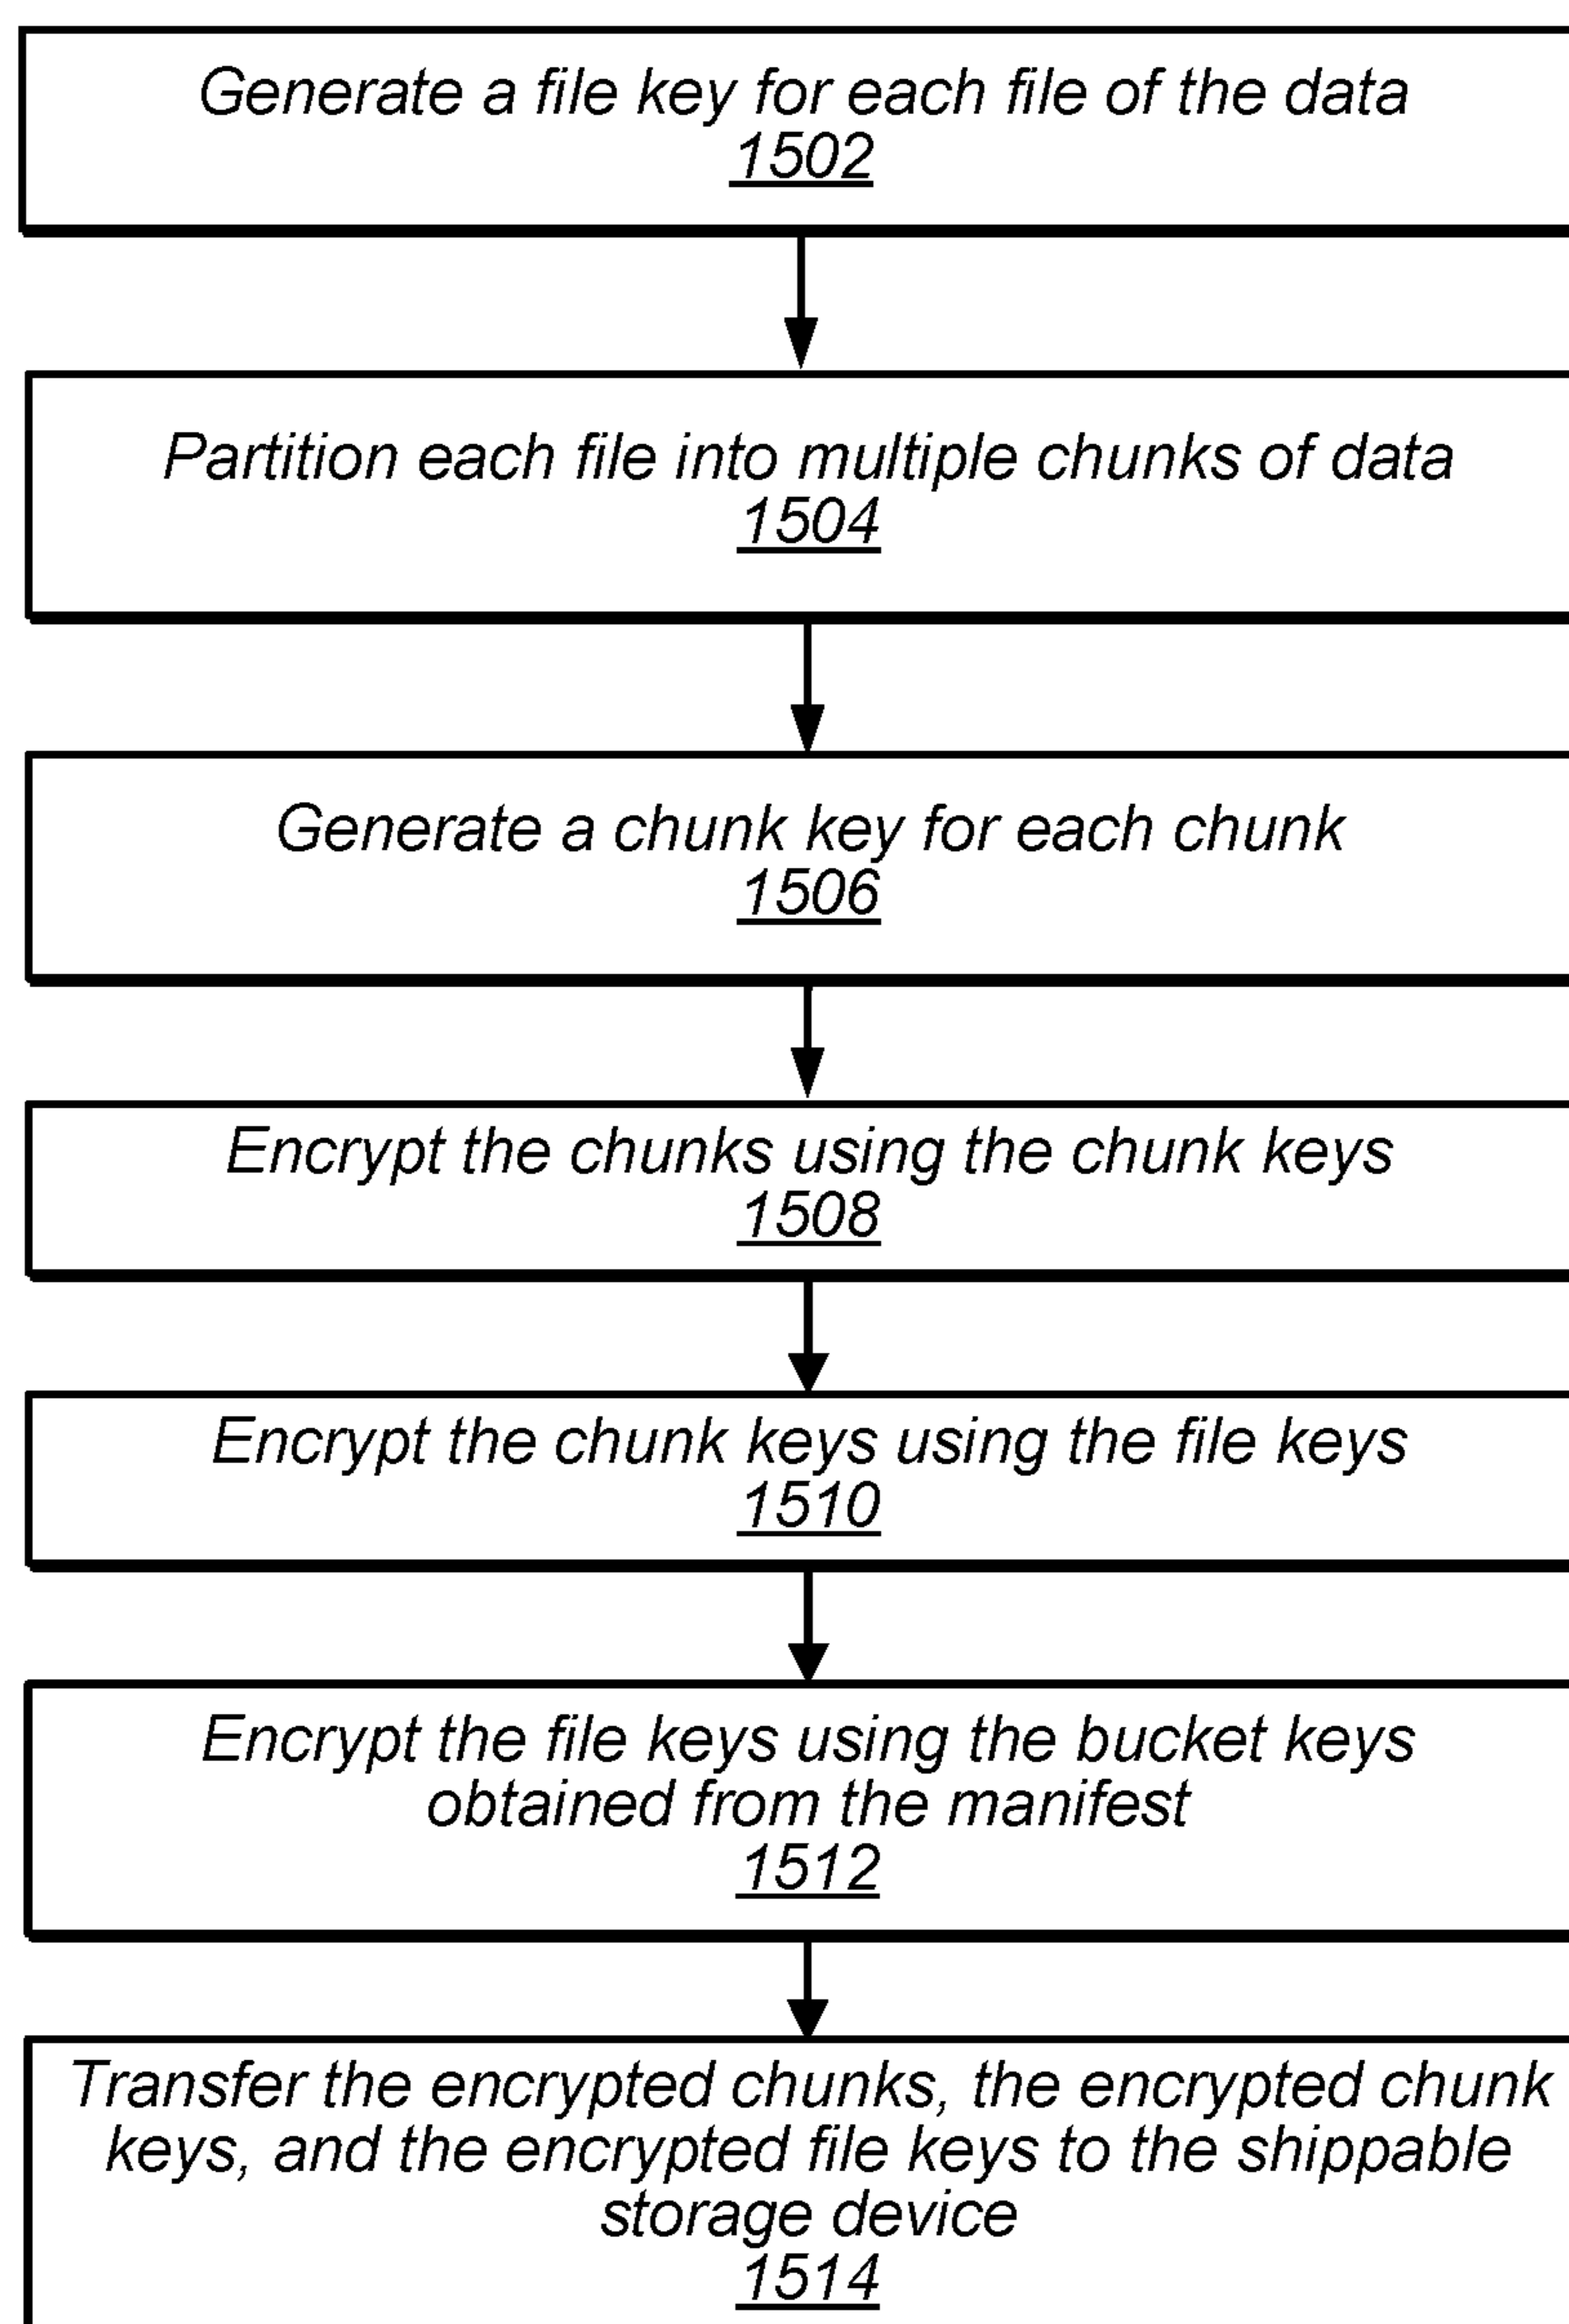 Generate a file key for each file of the data
1502
Partition each file into multiple chunks of data
1504
Generate a chunk key for each chunk
1506
Encrypt the chunks using the chunk keys
1508
Encrypt the chunk keys using the file keys
1510
Encrypt the file keys using the bucket keys
obtained from the manifest
1512
Transfer the encrypted chunks, the encrypted chunk
keys, and the encrypted file keys to the shippable
storage device
1514